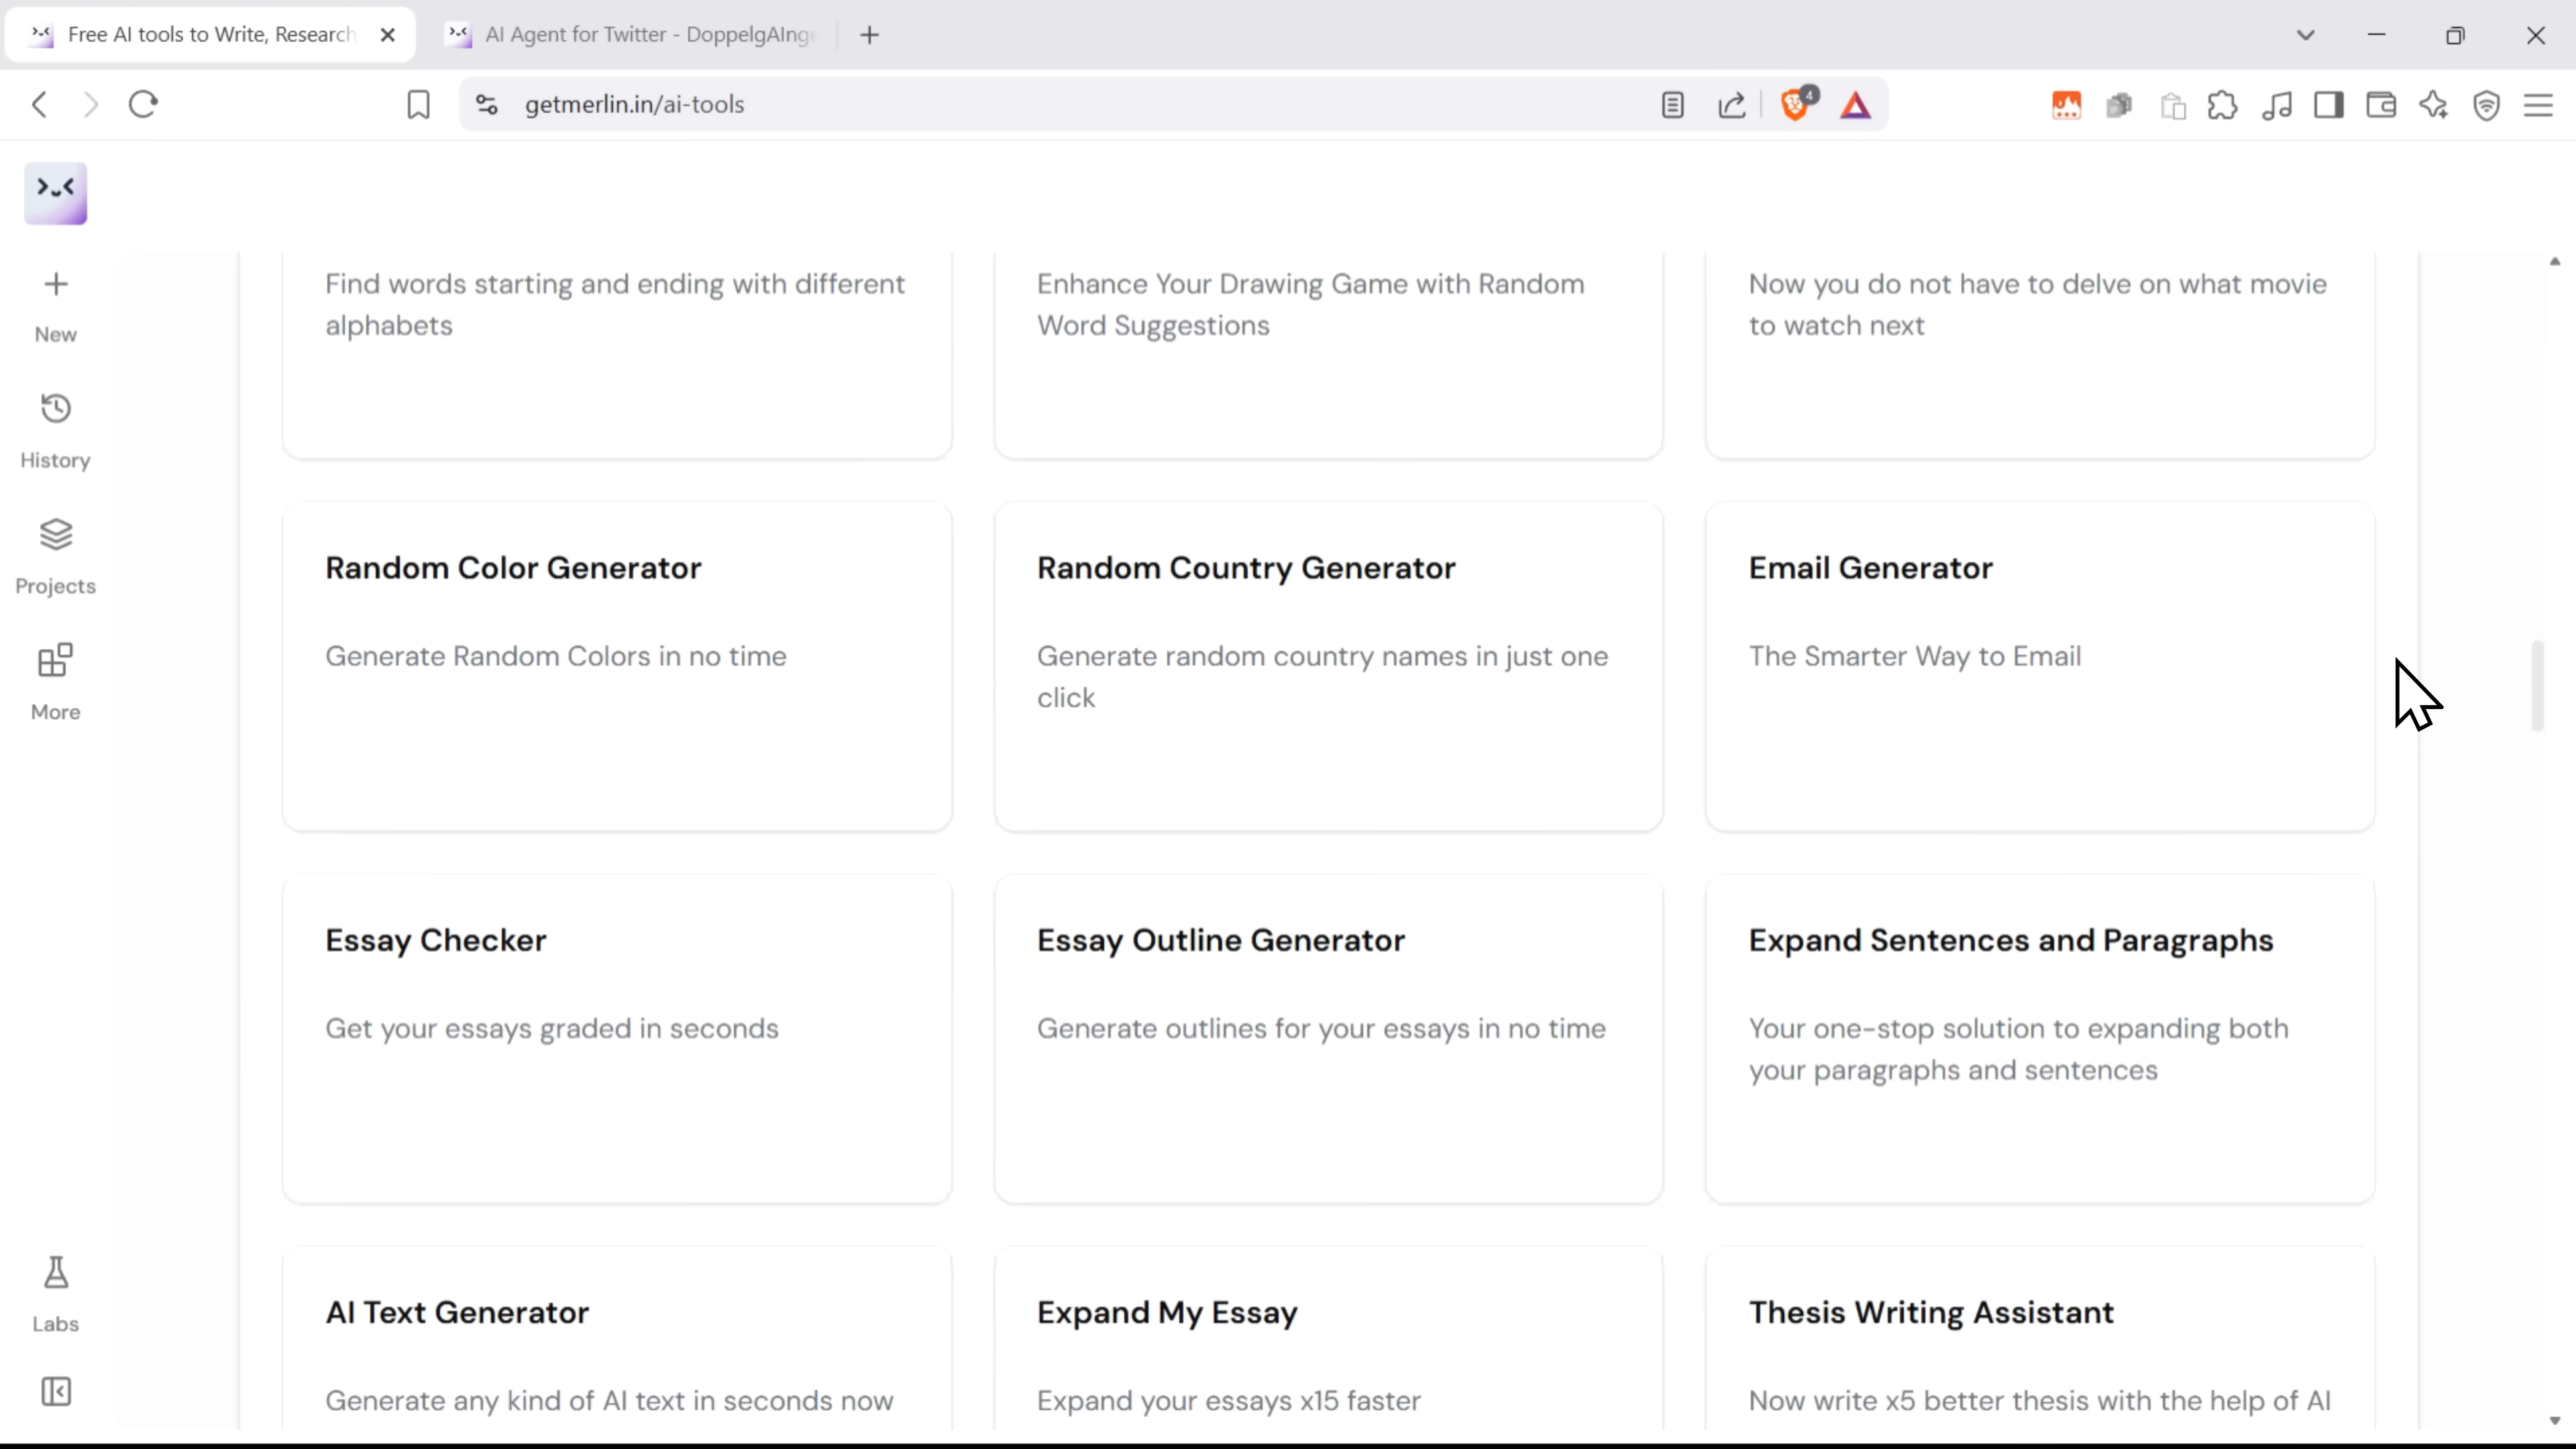 Free AI tools to Write, Research
AI Agent for Twitter - DoppelgAIng
getmerlin.in/ai-tools
4
New
History
Projects
More
Labs
Find words starting and ending with different
alphabets
Enhance Your Drawing Game with Random
Word Suggestions
Now you do not have to delve on what movie
to watch next
Random Color Generator
Generate Random Colors in no time
Random Country Generator
Generate random country names in just one
click
Email Generator
The Smarter Way to Email
Essay Checker
Get your essays graded in seconds
Essay Outline Generator
Generate outlines for your essays in no time
Expand Sentences and Paragraphs
Your one-stop solution to expanding both
your paragraphs and sentences
AI Text Generator
Generate any kind of AI text in seconds now
Expand My Essay
Expand your essays x15 faster
Thesis Writing Assistant
Now write x5 better thesis with the help of AI